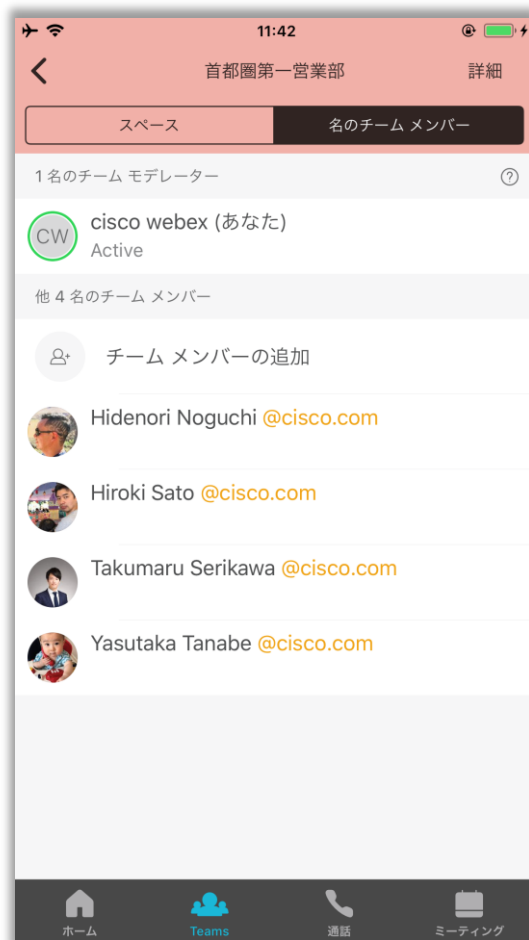 11:42
首都圏第一営業部
詳細
スペース
名のチーム メンバー
1 名のチーム モデレーター
?
CW
cisco webex (あなた)
Active
他 4 名のチーム メンバー
チーム メンバーの追加
Hidenori Noguchi @cisco.com
Hiroki Sato @cisco.com
Takumaru Serikawa @cisco.com
Yasutaka Tanabe @cisco.com
ホーム
Teams
通話
ミーティング